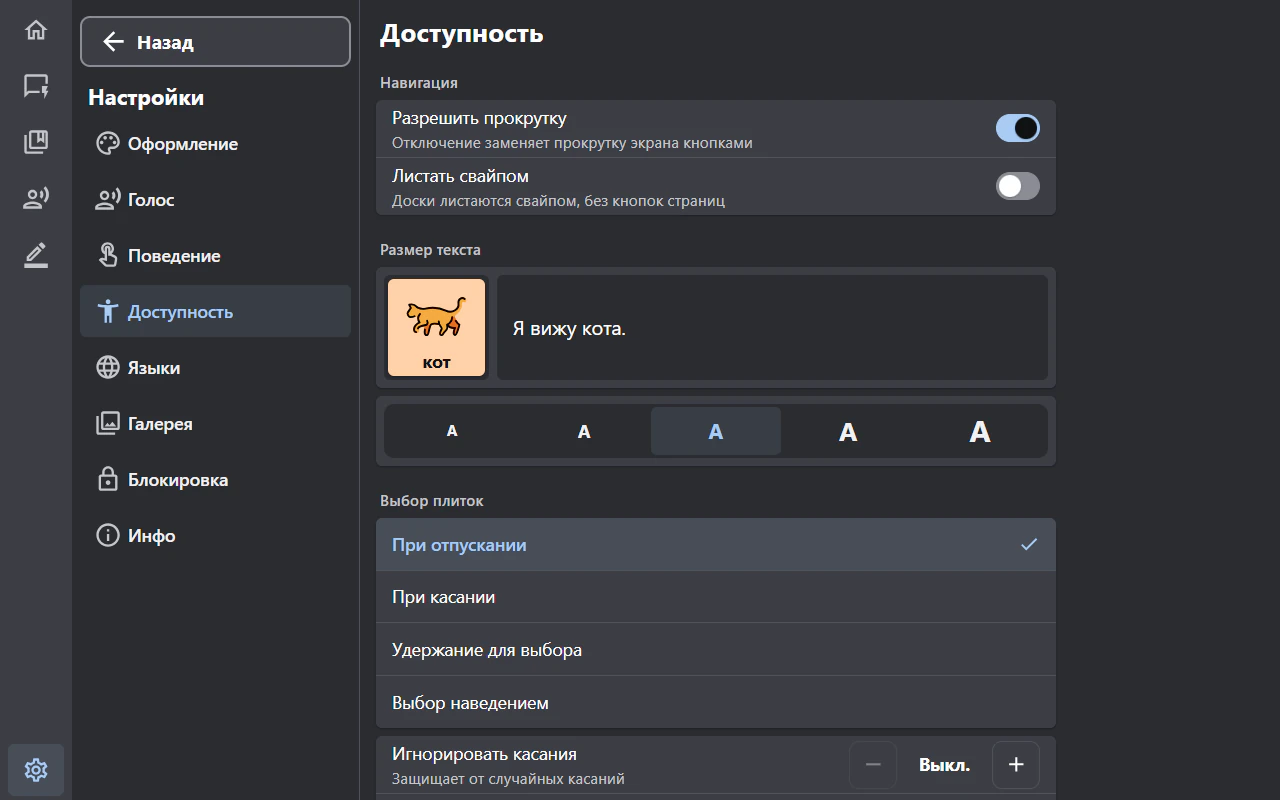 Назад
Настройки
Оформление
Голос
Поведение
Доступность
Языки
Галерея
Блокировка
Инфо
Доступность
Навигация
Разрешить прокрутку
Отключение заменяет прокрутку экрана кнопками
Листать свайпом
Доски листаются свайпом, без кнопок страниц
Размер текста
кот
Я вижу кота.
A A A A A
Выбор плиток
При отпускании
При касании
Удержание для выбора
Выбор наведением
Игнорировать касания
Защищает от случайных касаний
Выкл.